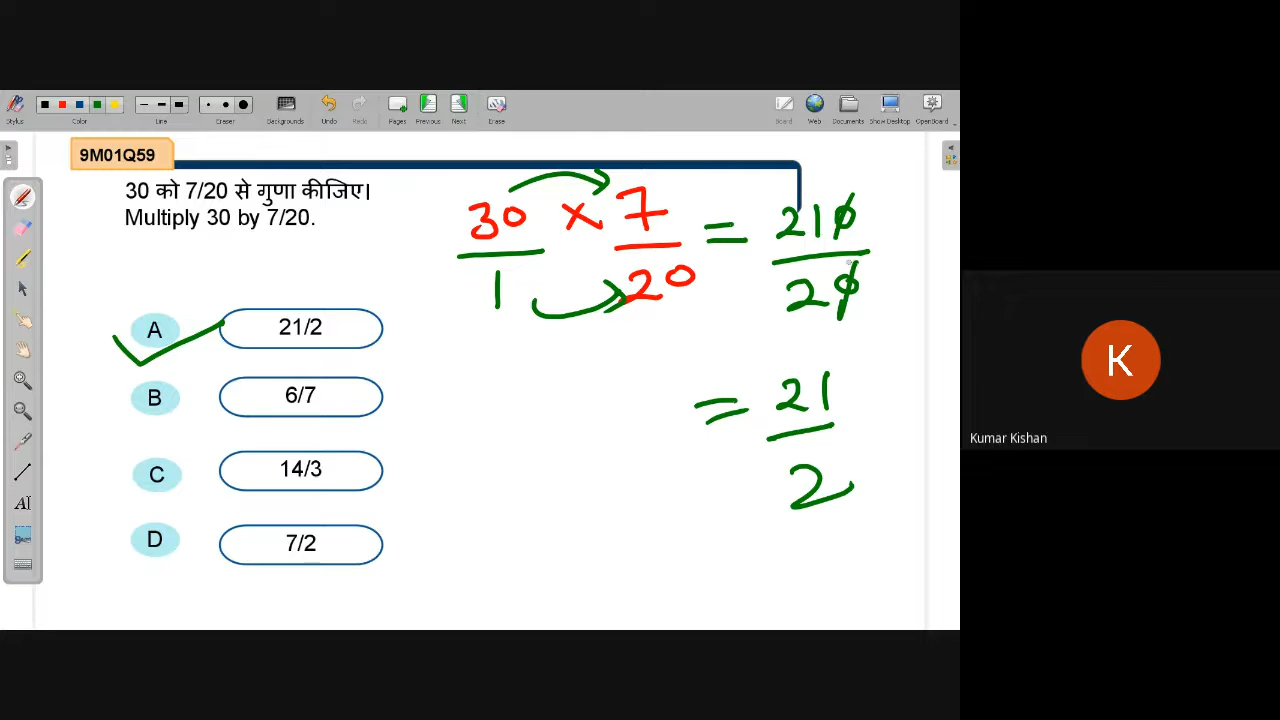 Stylus Color Line Eraser Backgrounds Undo Redo Pages Previous Next Erase Board Web Documents Show Desktop OpenBoard
9M01Q59
30 को 7/20 से गुणा कीजिए।
Multiply 30 by 7/20.
30/1 × 7/20 = 210/20
= 21/2
A 21/2
B 6/7
C 14/3
D 7/2
AI
K
Kumar Kishan